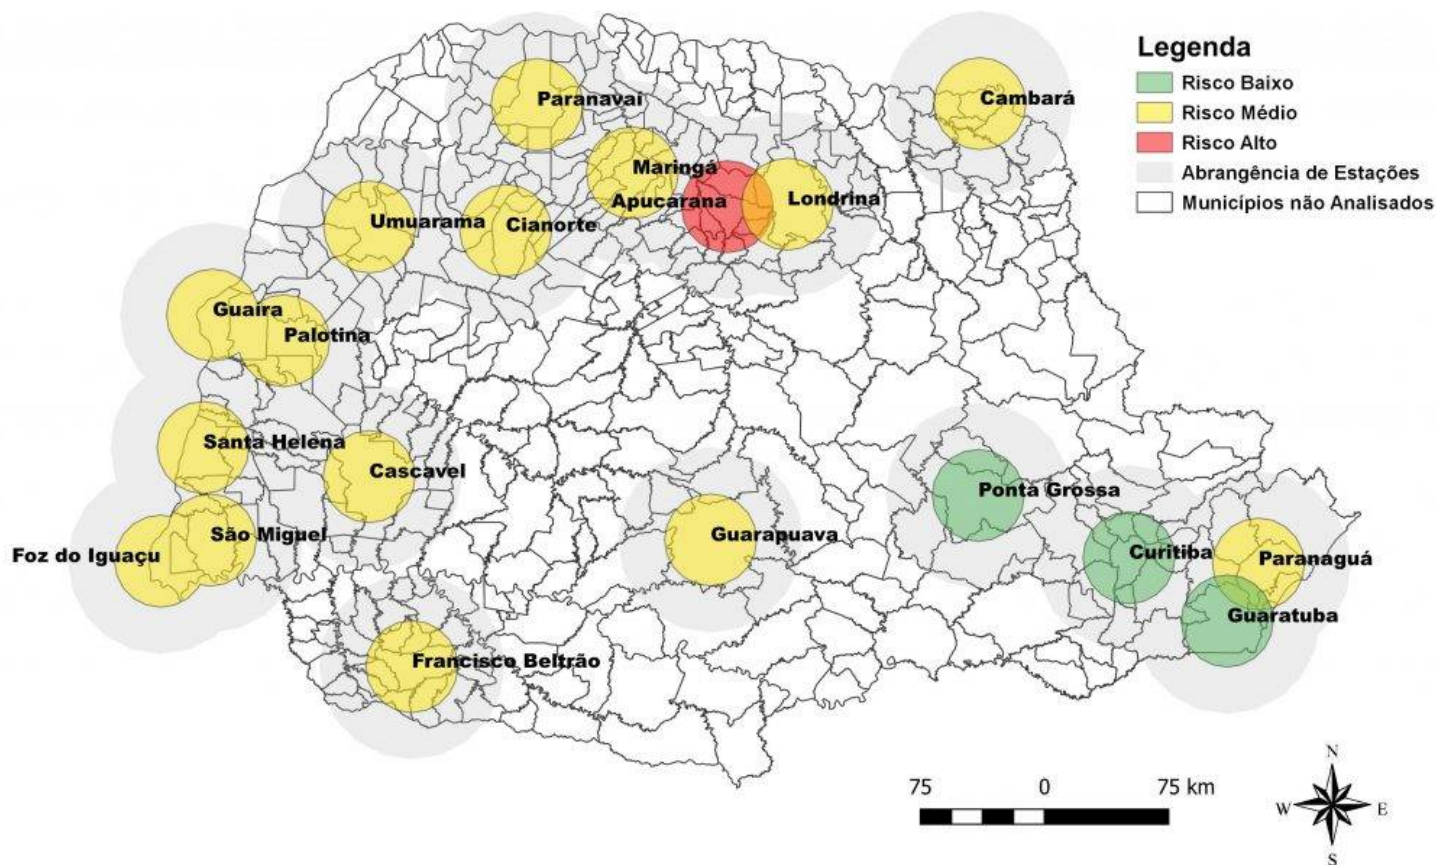 Legenda
Risco Baixo
Risco Médio
Risco Alto
Abrangência de Estações
Municípios não Analisados
Paranavaí
Cambará
Maringá
Apucarana
Londrina
Umuarama
Cianorte
Guaira
Palotina
Santa Helena
Cascavel
Ponta Grossa
São Miguel
Guarapuava
Foz do Iguaçu
Curitiba
Paranaguá
Guaratuba
Francisco Beltrão
75 0 75 km
N
W E
S